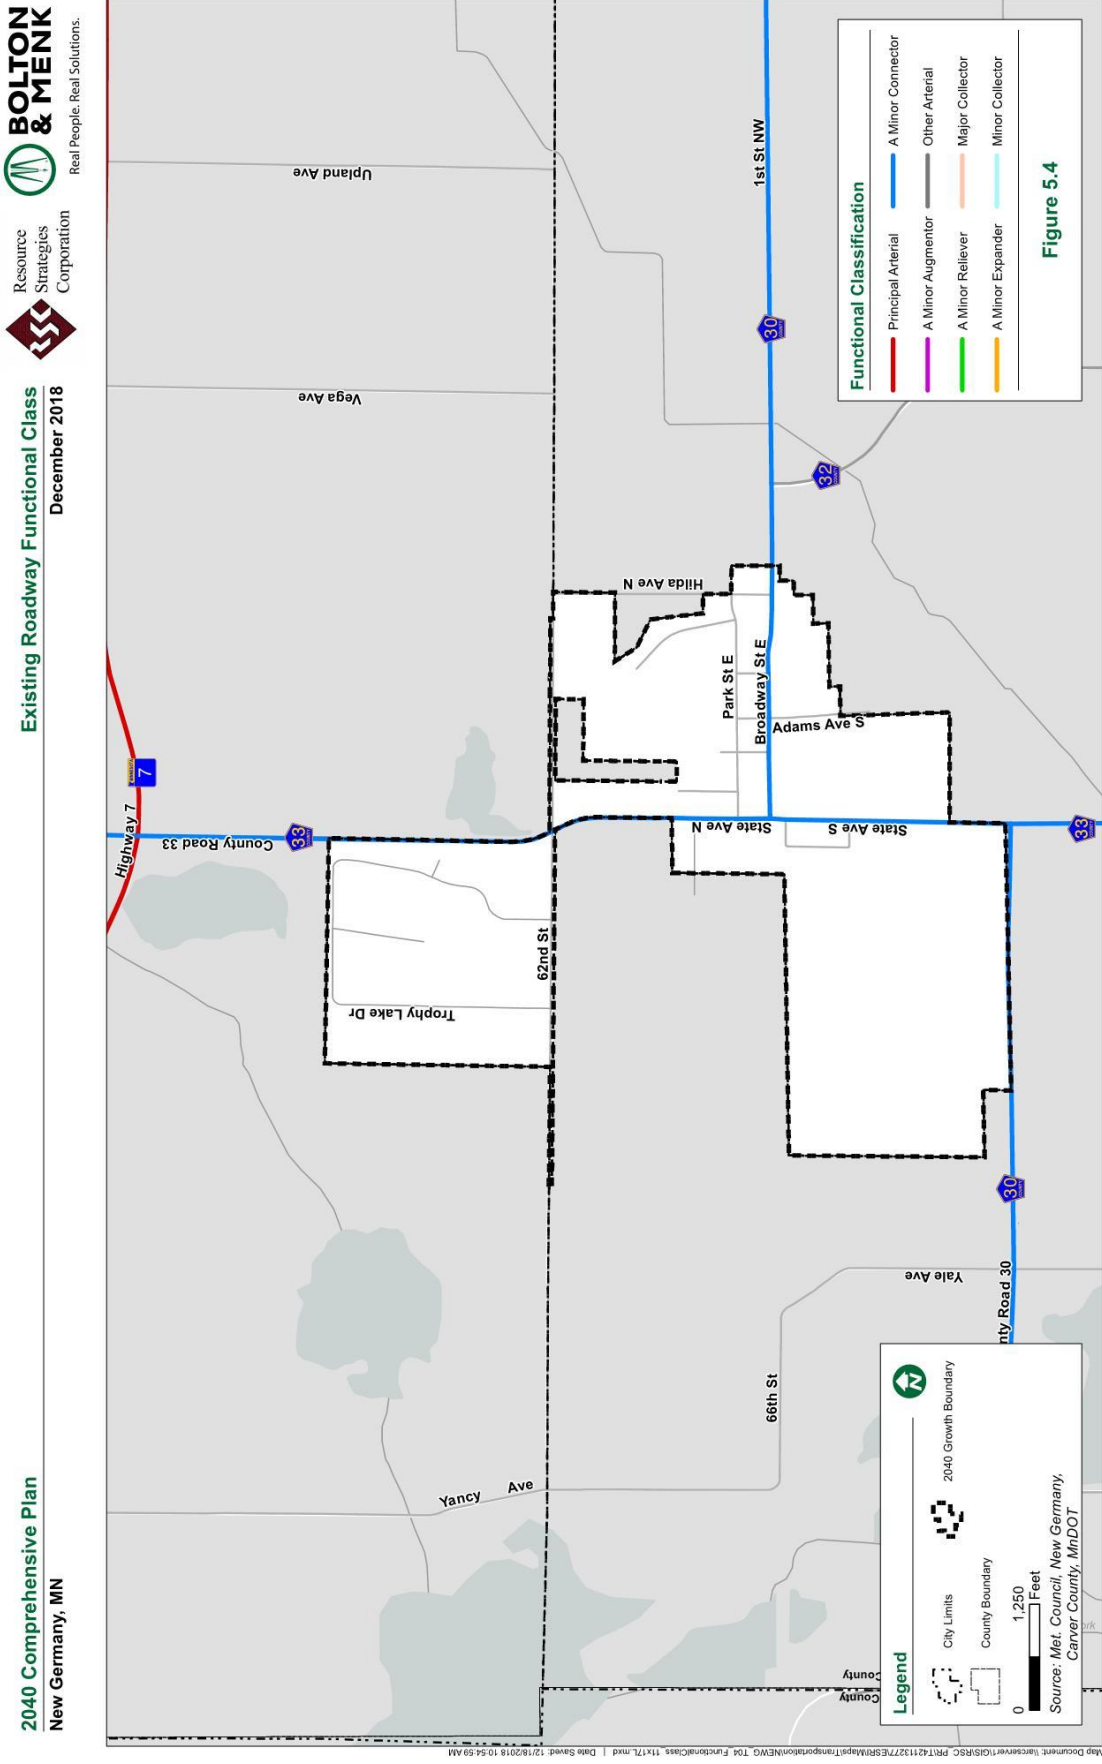 2040 Comprehensive Plan
New Germany, MN
Existing Roadway Functional Class
December 2018
Resource
Strategies
Corporation
RSC
BOLTON
& MENK
Real People. Real Solutions.
Highway 7
7
County Road 33
33
Upland Ave
Vega Ave
Trophy Lake Dr
62nd St
Yancy Ave
66th St
Yale Ave
nty Road 30
30
Hilda Ave N
Park St E
Broadway St E
Adams Ave S
State Ave N
State Ave S
1st St NW
30
32
33
County
County
Legend
City Limits
2040 Growth Boundary
County Boundary
N
0
1,250
Feet
Source: Met. Council, New Germany,
Carver County, MnDOT
Functional Classification
Principal Arterial
A Minor Connector
A Minor Augmentor
Other Arterial
A Minor Reliever
Major Collector
A Minor Expander
Minor Collector
Figure 5.4